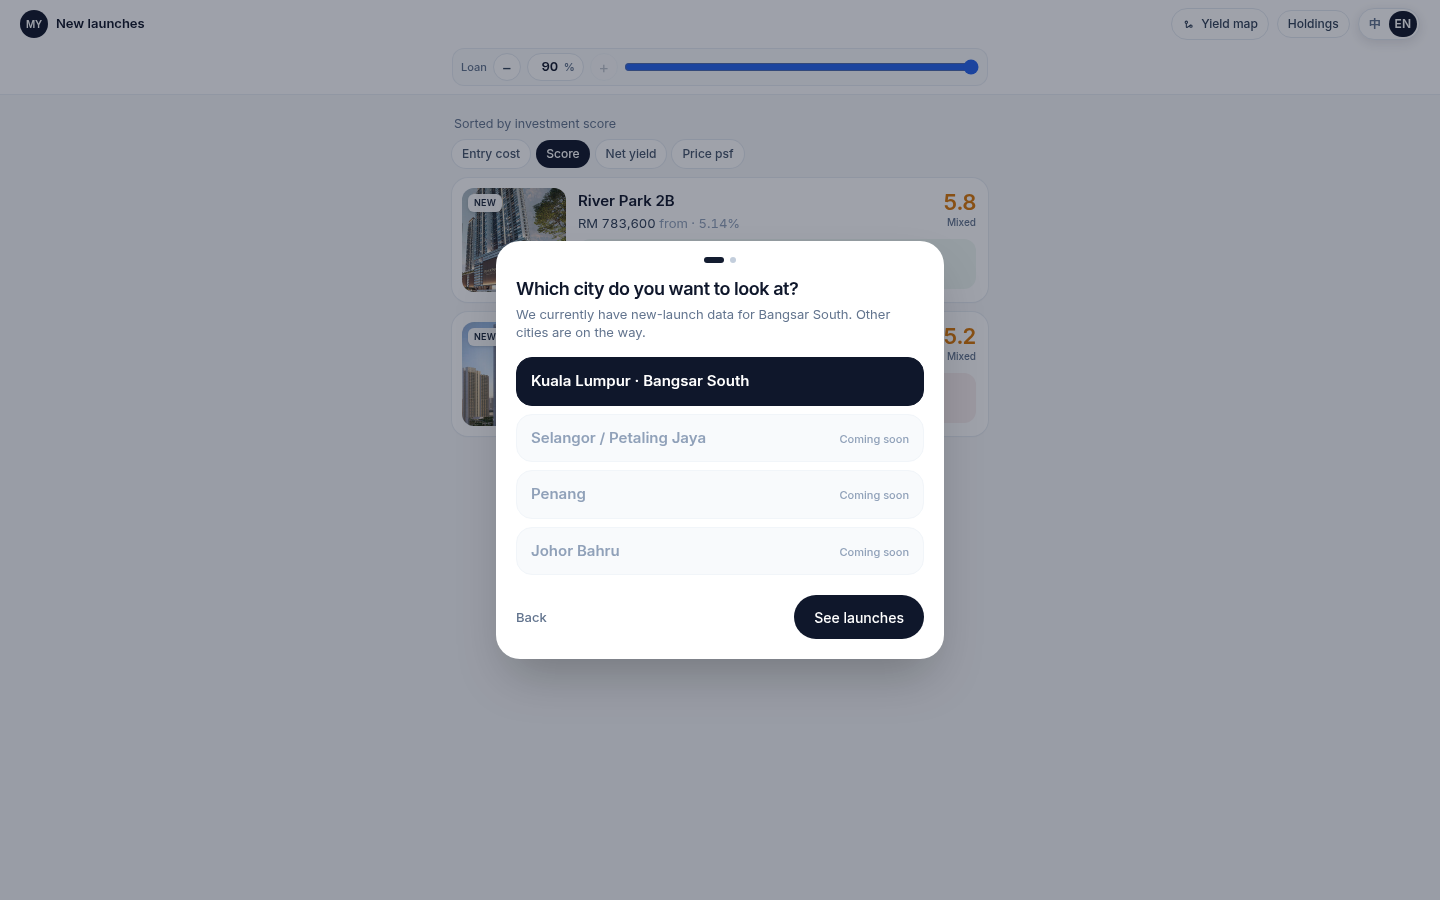 MY New launches
Yield map
Holdings
中 EN
Loan − 90 % +
Sorted by investment score
Entry cost Score Net yield Price psf
NEW
River Park 2B
RM 783,600 from · 5.14%
5.8
Mixed
NEW
5.2
Mixed
Which city do you want to look at?
We currently have new-launch data for Bangsar South. Other
cities are on the way.
Kuala Lumpur · Bangsar South
Selangor / Petaling Jaya Coming soon
Penang Coming soon
Johor Bahru Coming soon
Back See launches